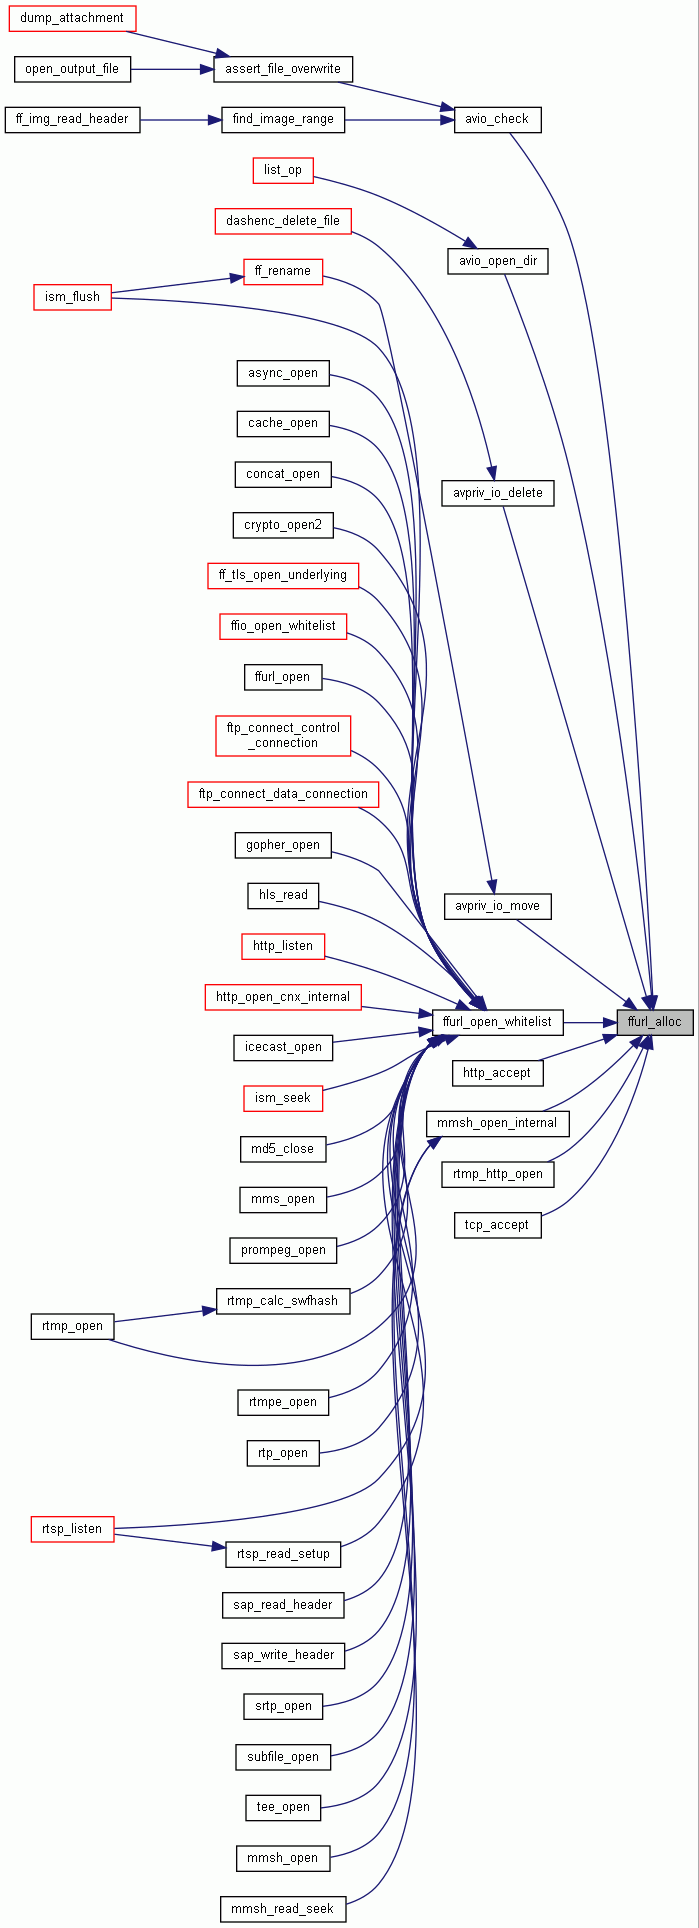 dump_attachment
open_output_file
assert_file_overwrite
ff_img_read_header
find_image_range
avio_check
list_op
dashenc_delete_file
avio_open_dir
ff_rename
ism_flush
async_open
cache_open
concat_open
avpriv_io_delete
crypto_open2
ff_tls_open_underlying
ffio_open_whitelist
ffurl_open
ftp_connect_control
_connection
ftp_connect_data_connection
gopher_open
hls_read
avpriv_io_move
http_listen
http_open_cnx_internal
ffurl_open_whitelist
ffurl_alloc
icecast_open
http_accept
ism_seek
mmsh_open_internal
md5_close
rtmp_http_open
mms_open
tcp_accept
prompeg_open
rtmp_calc_swfhash
rtmp_open
rtmpe_open
rtp_open
rtsp_listen
rtsp_read_setup
sap_read_header
sap_write_header
srtp_open
subfile_open
tee_open
mmsh_open
mmsh_read_seek